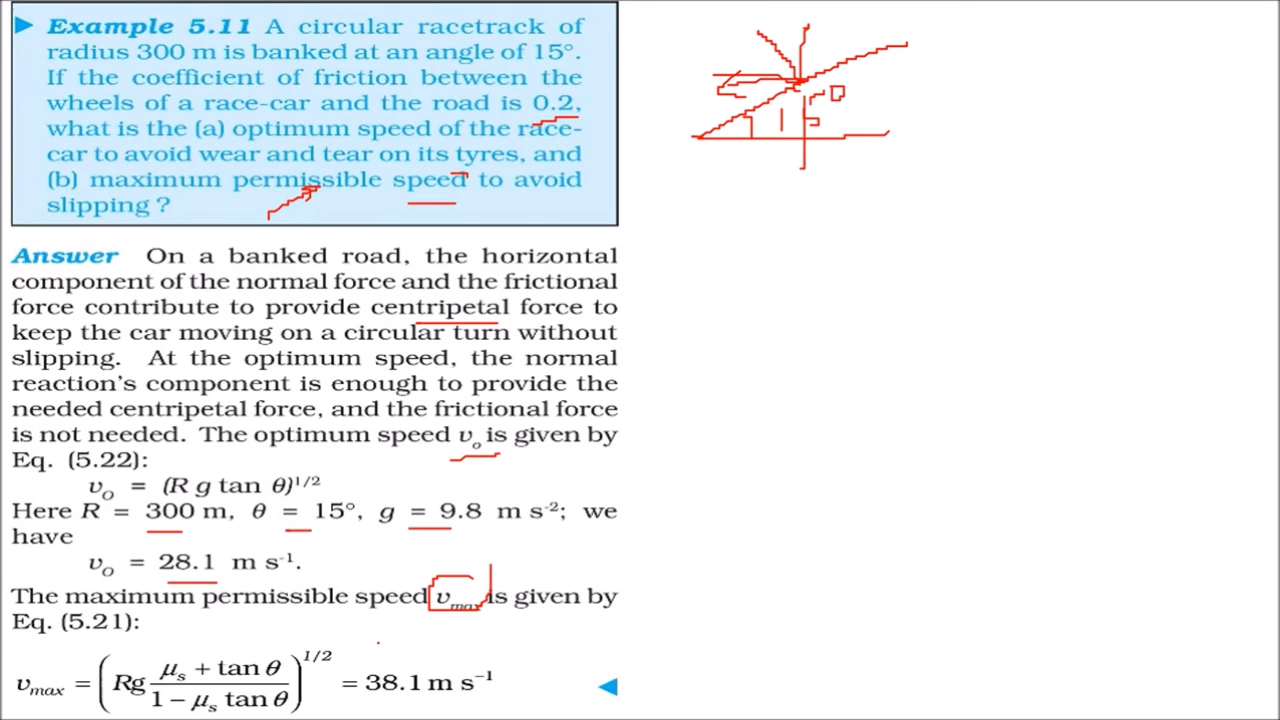 Example 5.11 A circular racetrack of
radius 300 m is banked at an angle of 15°.
If the coefficient of friction between the
wheels of a race-car and the road is 0.2,
what is the (a) optimum speed of the race-
car to avoid wear and tear on its tyres, and
(b) maximum permissible speed to avoid
slipping ?
Answer On a banked road, the horizontal
component of the normal force and the frictional
force contribute to provide centripetal force to
keep the car moving on a circular turn without
slipping. At the optimum speed, the normal
reaction's component is enough to provide the
needed centripetal force, and the frictional force
is not needed. The optimum speed vₒ is given by
Eq. (5.22):
v_O = (R g tan θ)^1/2
Here R = 300 m, θ = 15°, g = 9.8 m s⁻²; we
have
v_O = 28.1 m s⁻¹.
The maximum permissible speed v_max is given by
Eq. (5.21):
v_max = (Rg (μ_s + tan θ)/(1 – μ_s tan θ))^1/2 = 38.1 m s⁻¹